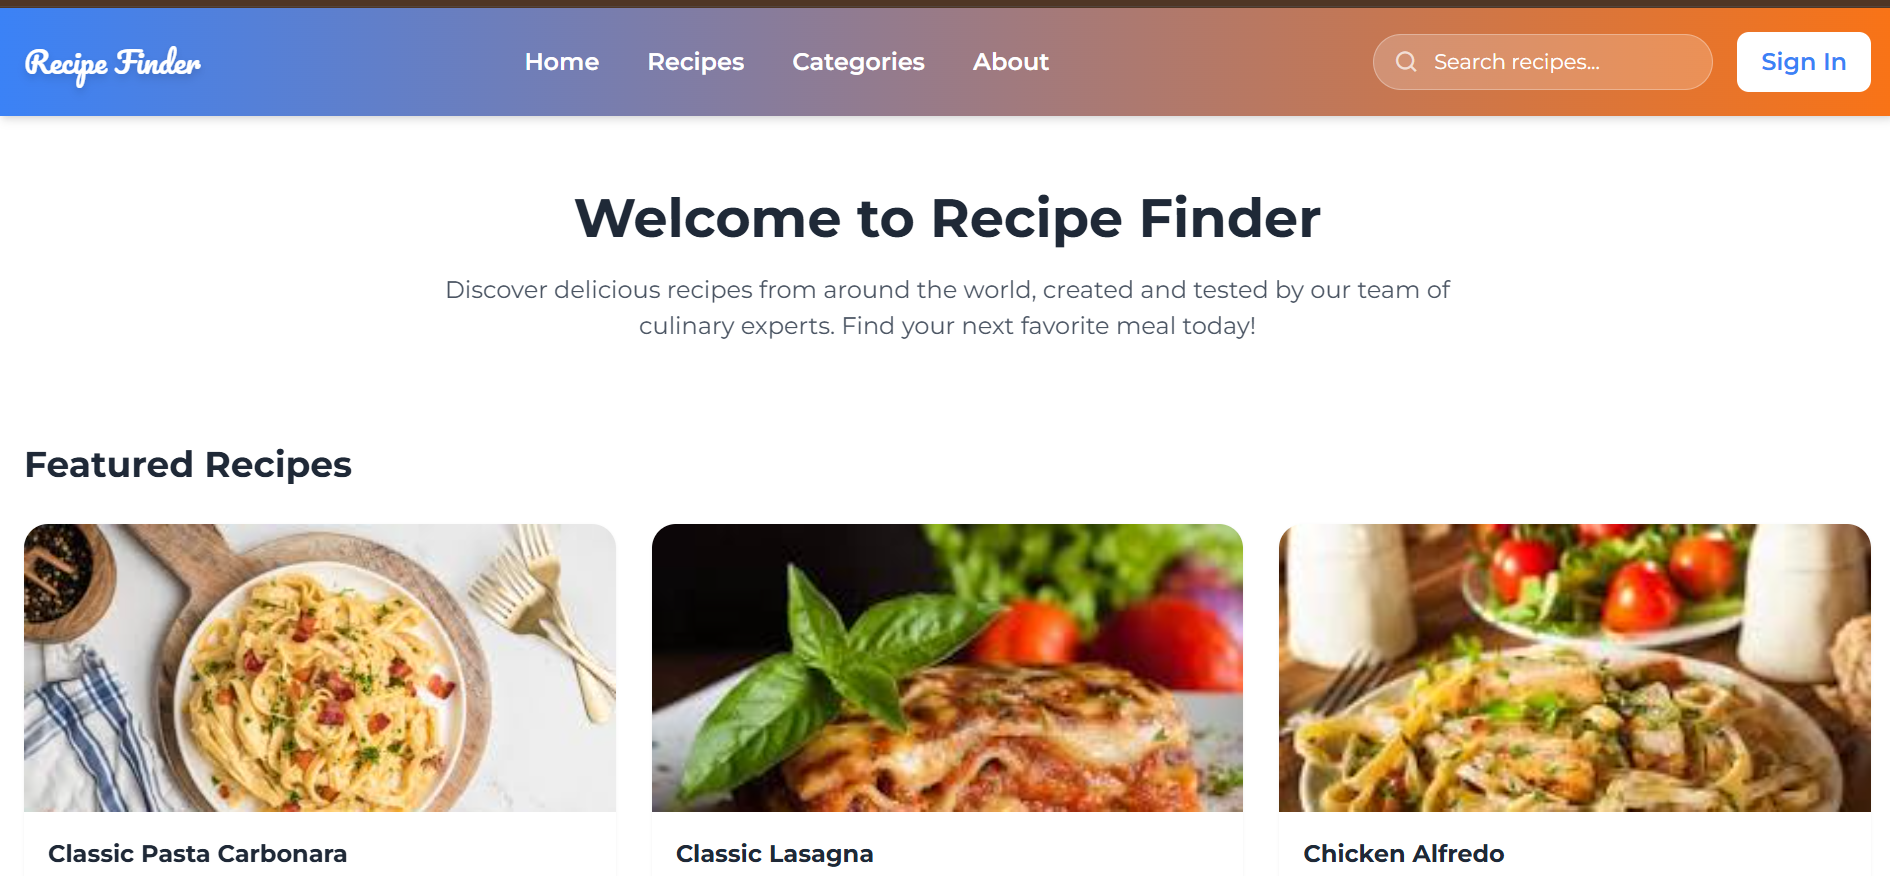 Recipe Finder
Home
Recipes
Categories
About
Search recipes...
Sign In
Welcome to Recipe Finder
Discover delicious recipes from around the world, created and tested by our team of
culinary experts. Find your next favorite meal today!
Featured Recipes
Classic Pasta Carbonara
Classic Lasagna
Chicken Alfredo